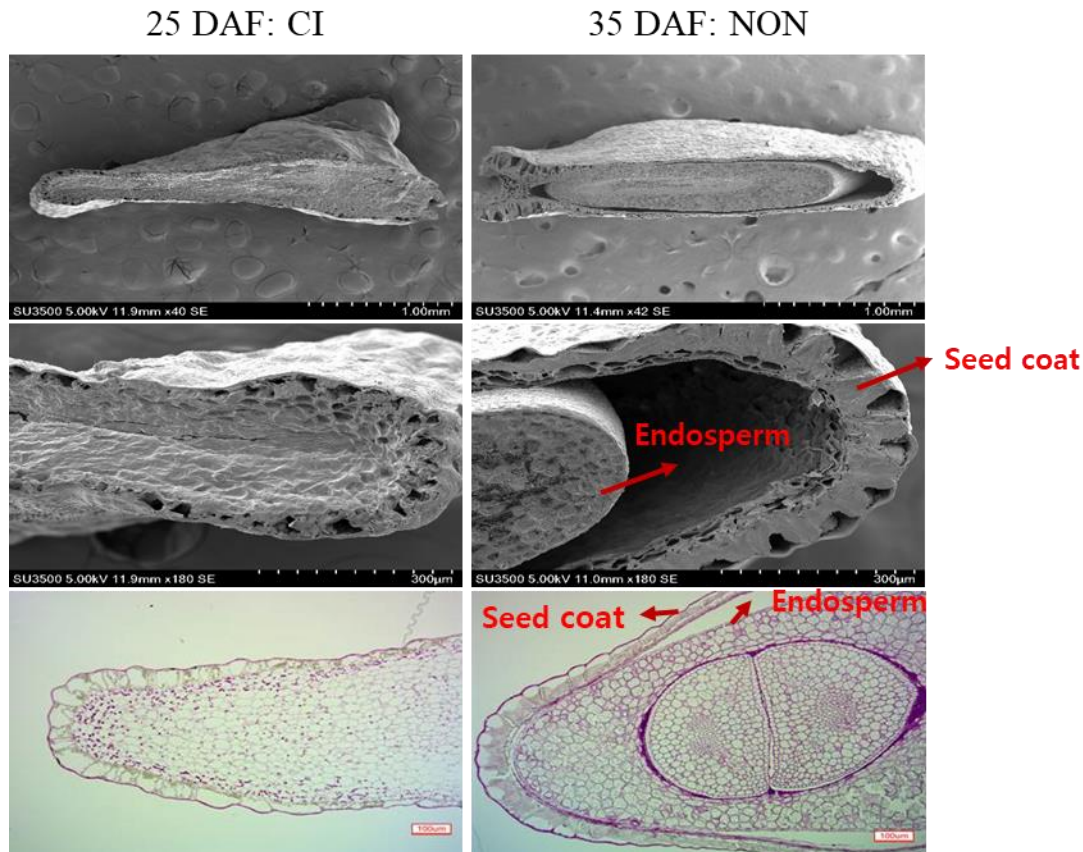 25 DAF: CI
35 DAF: NON
SU3500 5.00kV 11.9mm x40 SE
1.00mm
SU3500 5.00kV 11.4mm x42 SE
1.00mm
Seed coat
Endosperm
SU3500 5.00kV 11.9mm x180 SE
300µm
SU3500 5.00kV 11.0mm x180 SE
300µm
Seed coat
Endosperm
100um
100um